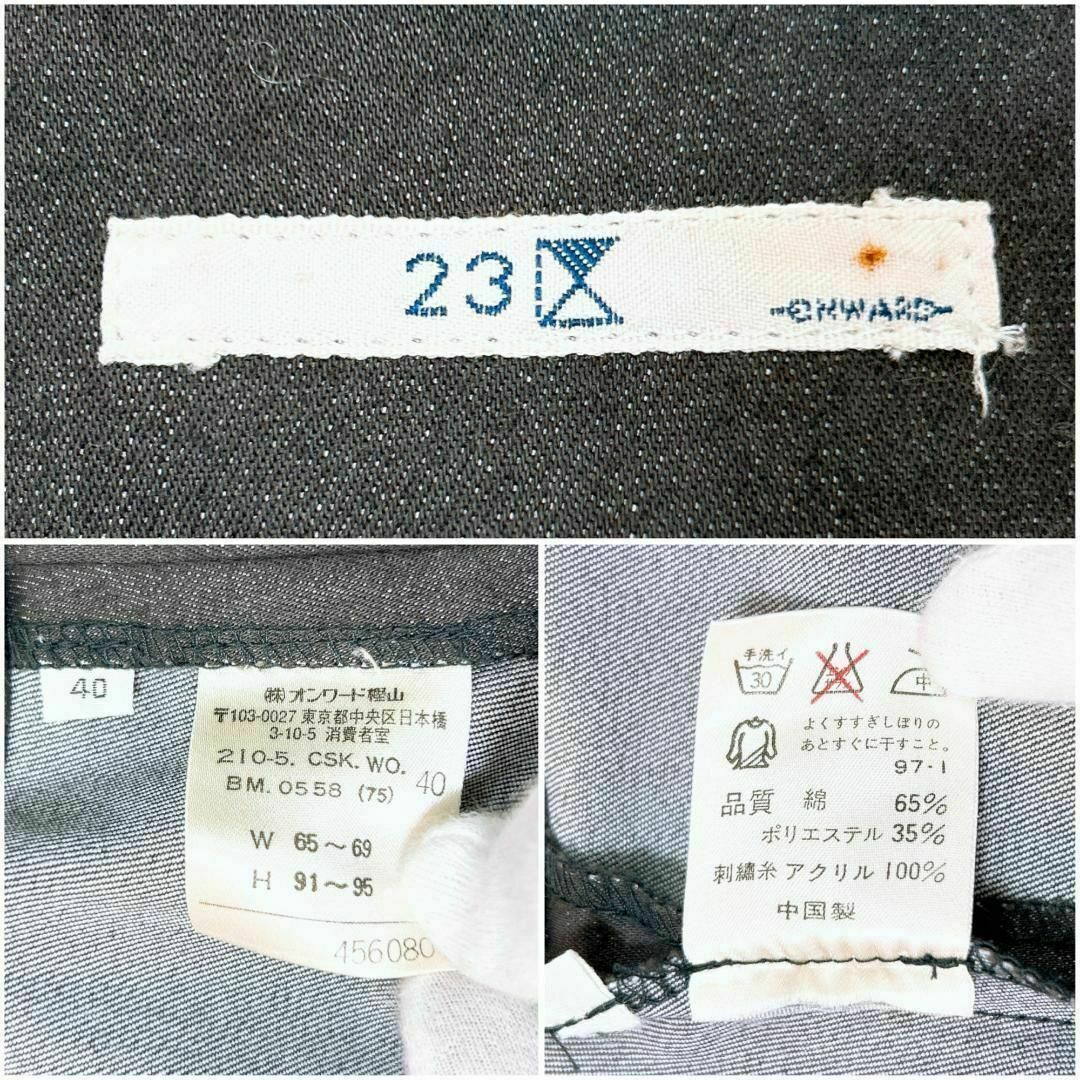 23区
ONWARD
40
㈱オンワード樫山
〒103-0027 東京都中央区日本橋
3-10-5 消費者室
210-5. CSK. WO.
BM. 0558 (75) 40
W 65～69
H 91～95
456080
手洗イ
30
中
よくすすぎしぼりの
あとすぐに干すこと。
97-1
品質 綿 65%
ポリエステル 35%
刺繡糸 アクリル 100%
中国製